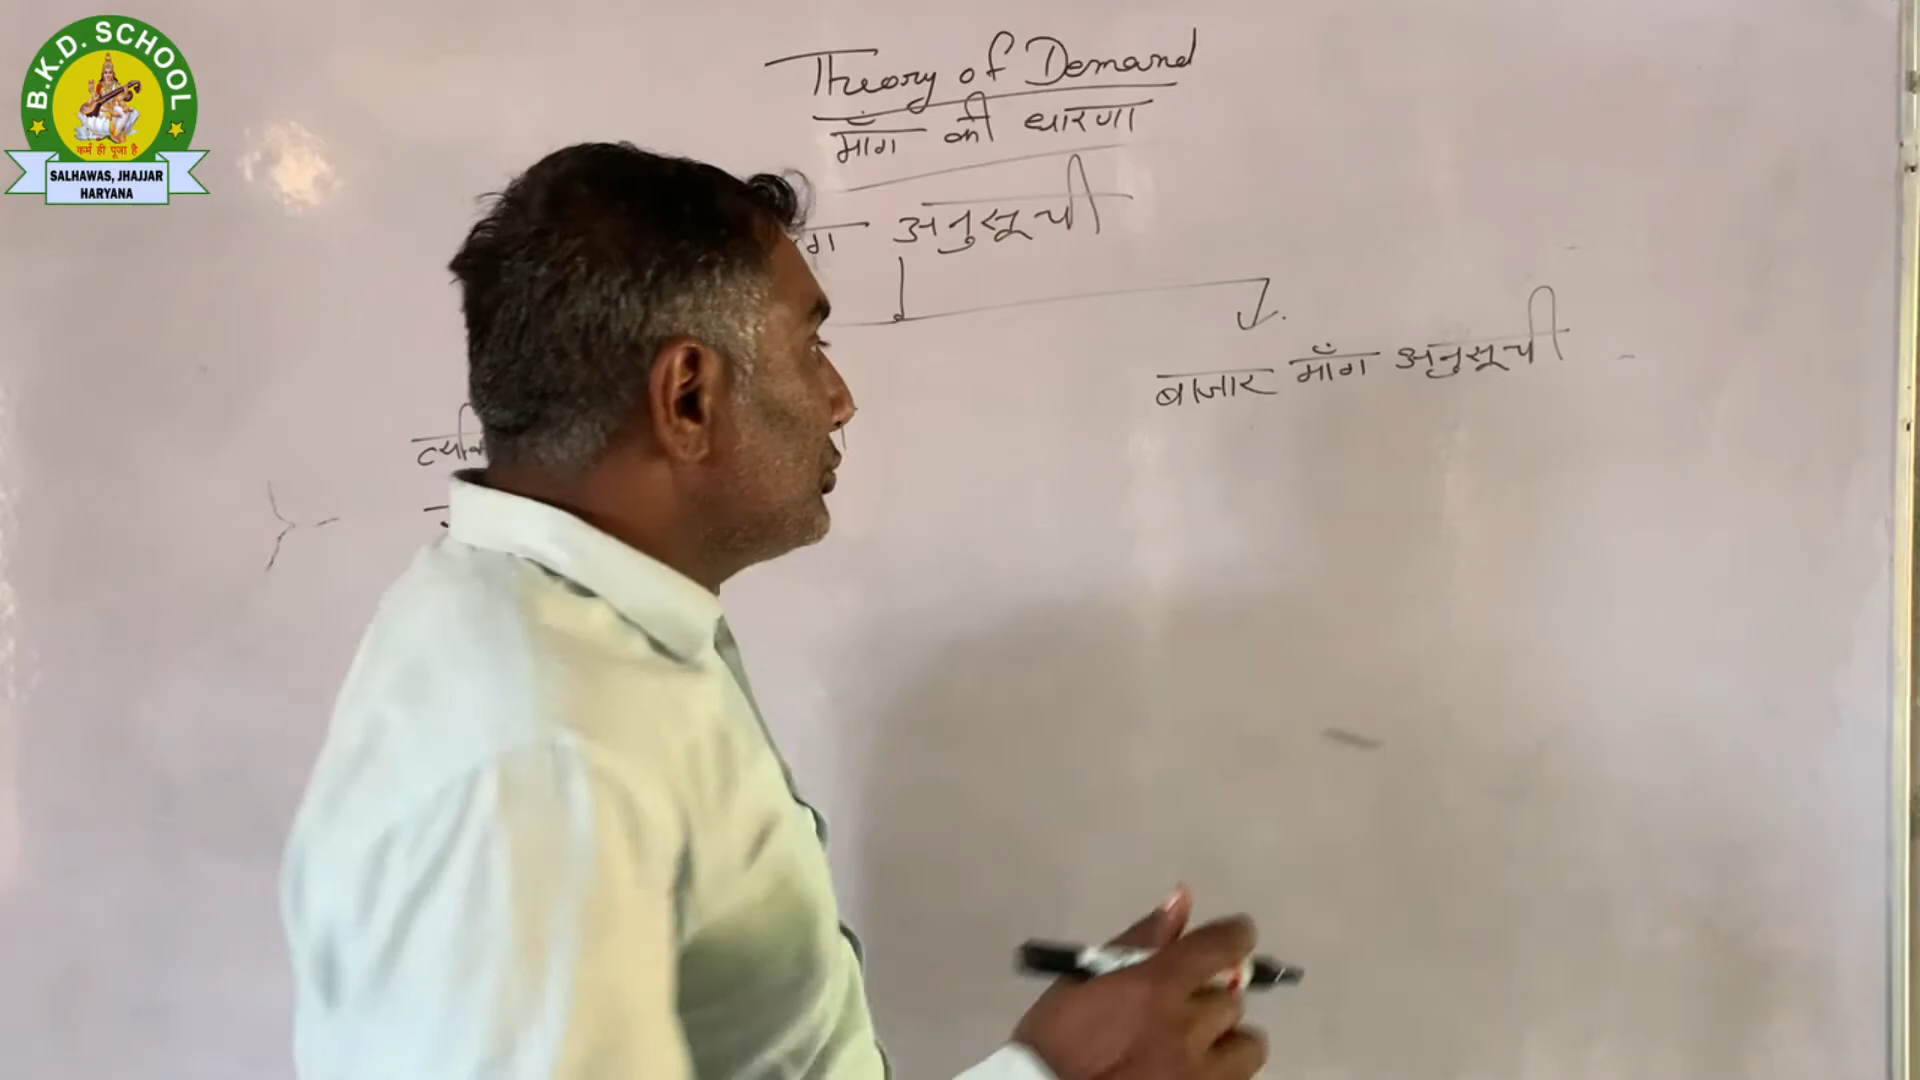 B.K.D. SCHOOL
कर्म ही पूजा है
SALHAWAS, JHAJJAR
HARYANA
Theory of Demand
माँग की धारणा
अनुसूची
बाजार माँग अनुसूची